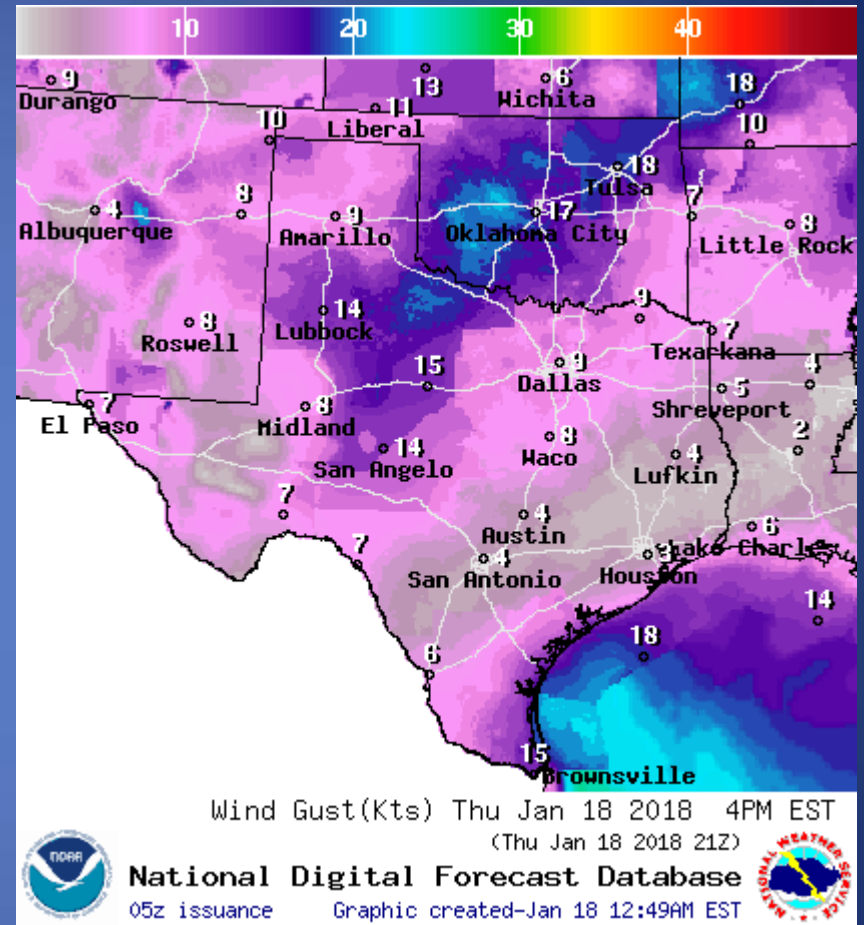 10 20 30 40
9
Durango
13
6
Wichita
18
11
Liberal
10
10
18
Tulsa
4
Albuquerque
8
9
Amarillo
17
Oklahoma City
7
8
Little Rock
8
Roswell
14
Lubbock
9
7
Texarkana
15
9
Dallas
5
Shreveport
4
7
El Paso
8
Midland
14
San Angelo
8
Waco
4
Lufkin
2
7
4
Austin
6
Lake Charles
7
4
San Antonio
Houston
14
18
6
15
Brownsville
Wind Gust(Kts) Thu Jan 18 2018 4PM EST
(Thu Jan 18 2018 21Z)
National Digital Forecast Database
05z issuance Graphic created-Jan 18 12:49AM EST
NOAA
NATIONAL WEATHER SERVICE